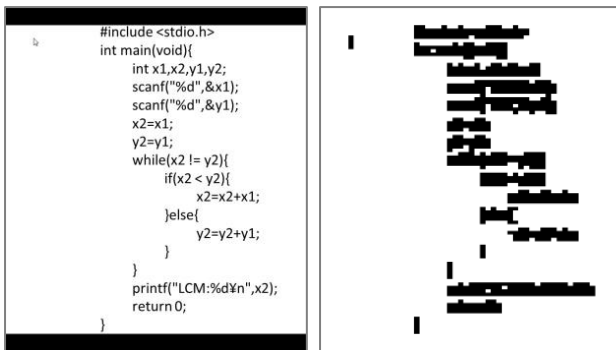 #include <stdio.h>
int main(void){
int x1,x2,y1,y2;
scanf("%d",&x1);
scanf("%d",&y1);
x2=x1;
y2=y1;
while(x2 != y2){
if(x2 < y2){
x2=x2+x1;
}else{
y2=y2+y1;
}
}
printf("LCM:%d¥n",x2);
return 0;
}